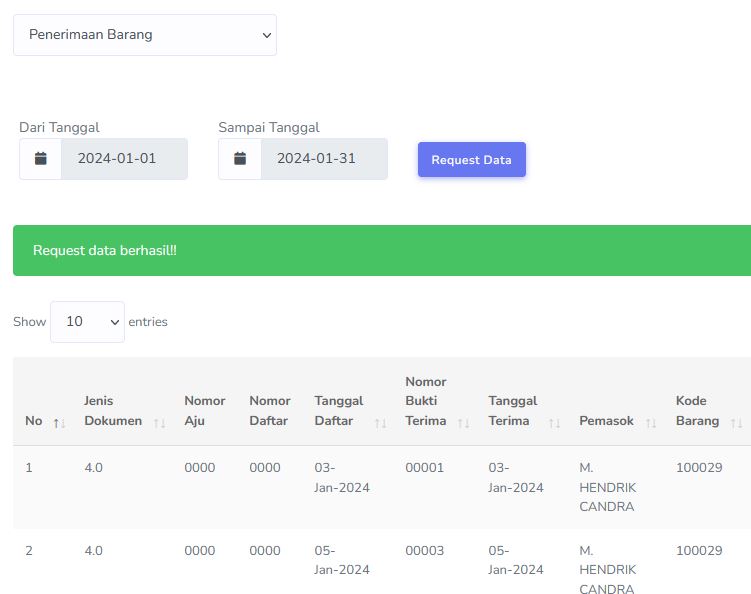 Penerimaan Barang
Dari Tanggal Sampai Tanggal
2024-01-01 2024-01-31 Request Data
Request data berhasil!!
Show 10 entries
Nomor
Jenis Nomor Nomor Tanggal Bukti Tanggal Kode
No Dokumen Aju Daftar Daftar Terima Terima Pemasok Barang
1 4.0 0000 0000 03- 00001 03- M. 100029
Jan-2024 Jan-2024 HENDRIK
CANDRA
2 4.0 0000 0000 05- 00003 05- M. 100029
Jan-2024 Jan-2024 HENDRIK
CANDRA